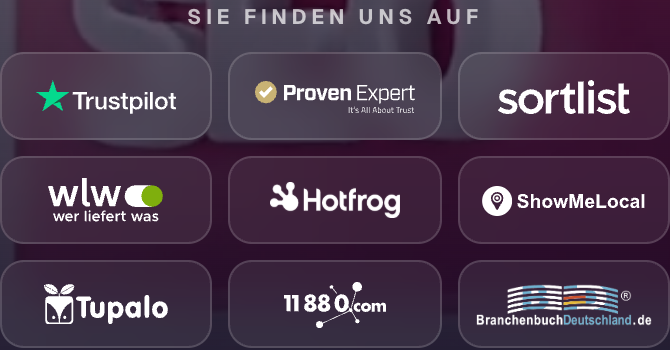 SIE FINDEN UNS AUF
Trustpilot
Proven Expert
It's All About Trust
sortlist
wlw
wer liefert was
Hotfrog
ShowMeLocal
Tupalo
11880.com
®
BranchenbuchDeutschland.de